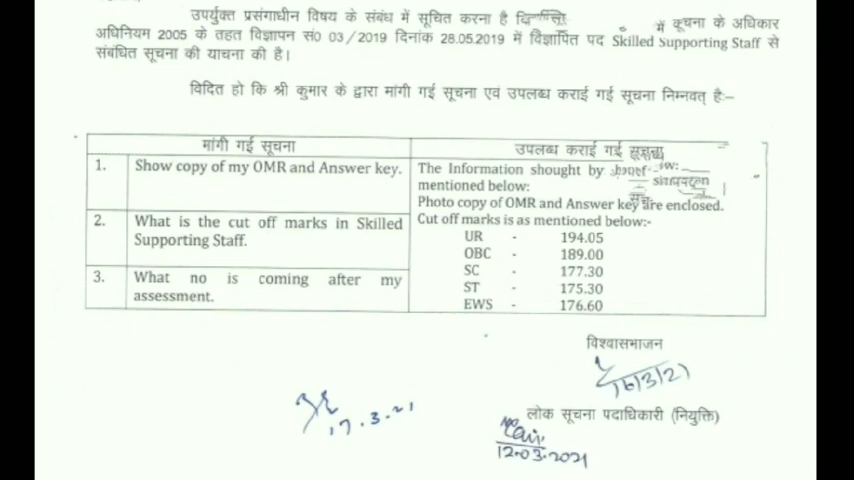 उपर्युक्त प्रसंगाधीन विषय के संबंध में सूचित करना है कि में सूचना के अधिकार
अधिनियम 2005 के तहत विज्ञापन सं0 03/2019 दिनांक 28.05.2019 में विज्ञापित पद Skilled Supporting Staff से
संबंधित सूचना की याचना की है।
विदित हो कि श्री कुमार के द्वारा मांगी गई सूचना एवं उपलब्ध कराई गई सूचना निम्नवत् है:–
मांगी गई सूचना
उपलब्ध कराई गई सूचना
1. Show copy of my OMR and Answer key.
2. What is the cut off marks in Skilled
Supporting Staff.
3. What no is coming after my
assessment.
The Information shought by
mentioned below:
Photo copy of OMR and Answer key are enclosed.
Cut off marks is as mentioned below:-
UR - 194.05
OBC - 189.00
SC - 177.30
ST - 175.30
EWS - 176.60
विश्वासभाजन
16/3/21
लोक सूचना पदाधिकारी (नियुक्ति)
17.3.21
12.03.2021